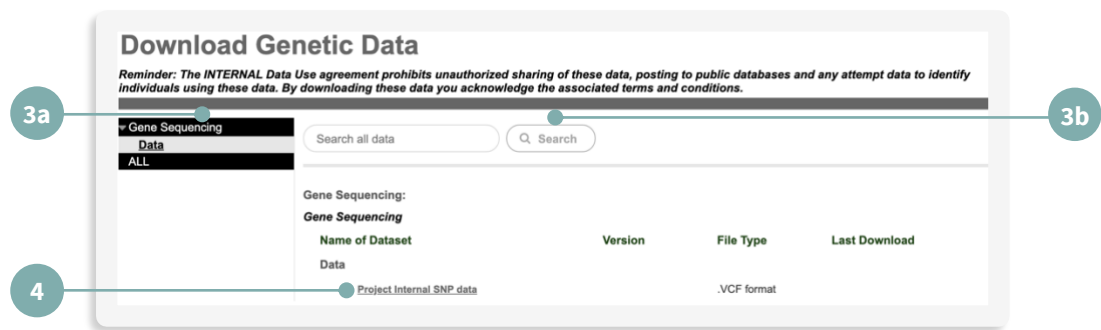 Download Genetic Data
Reminder: The INTERNAL Data Use agreement prohibits unauthorized sharing of these data, posting to public databases and any attempt data to identify
individuals using these data. By downloading these data you acknowledge the associated terms and conditions.
3a
3b
Gene Sequencing
Data
ALL
Search all data
Search
Gene Sequencing:
Gene Sequencing
Name of Dataset Version File Type Last Download
Data
4
Project Internal SNP data .VCF format